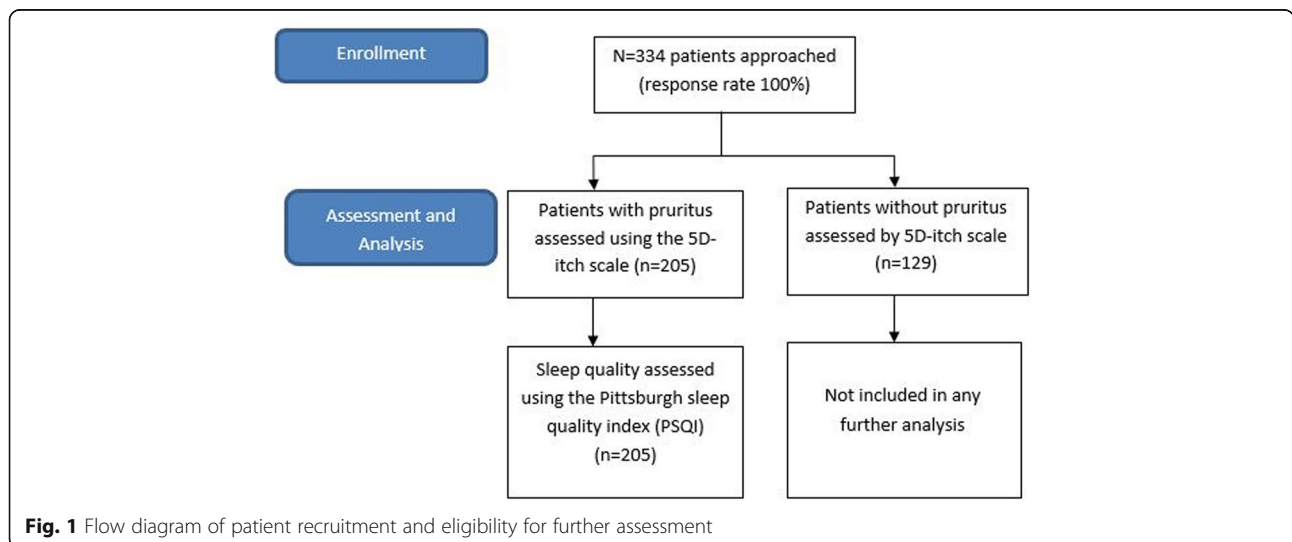 Enrollment
N=334 patients approached
(response rate 100%)
Assessment and
Analysis
Patients with pruritus
assessed using the 5D-
itch scale (n=205)
Patients without pruritus
assessed by 5D-itch scale
(n=129)
Sleep quality assessed
using the Pittsburgh sleep
quality index (PSQI)
(n=205)
Not included in any
further analysis
Fig. 1 Flow diagram of patient recruitment and eligibility for further assessment